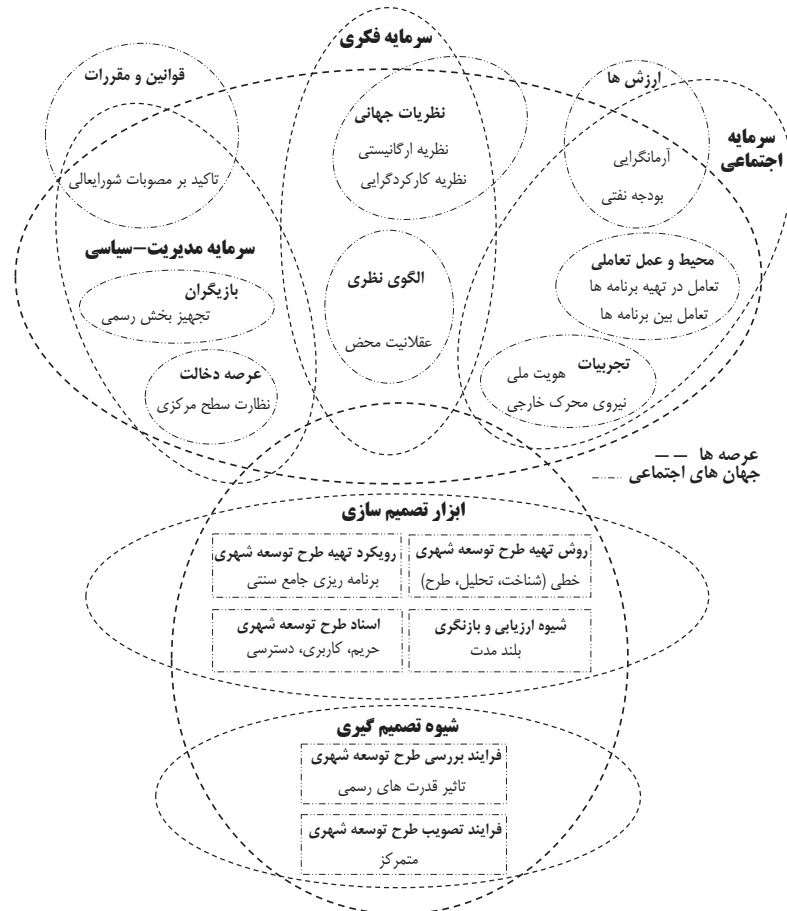 سرمایه فکری
قوانین و مقررات
تاکید بر مصوبات شورایعالی
نظریات جهانی
نظریه ارگانیستی
نظریه کارکردگرایی
ارزش ها
آرمانگرایی
بودجه نفتی
سرمایه
اجتماعی
سرمایه مدیریت-سیاسی
بازیگران
تجهیز بخش رسمی
عرصه دخالت
نظارت سطح مرکزی
الگوی نظری
عقلانیت محض
محیط و عمل تعاملی
تعامل در تهیه برنامه ها
تعامل بین برنامه ها
تجربیات
هویت ملی
نیروی محرک خارجی
عرصه ها
جهان های اجتماعی
ابزار تصمیم سازی
روش تهیه طرح توسعه شهری
خطی (شناخت، تحلیل، طرح)
رویکرد تهیه طرح توسعه شهری
برنامه ریزی جامع سنتی
شیوه ارزیابی و بازنگری
بلند مدت
اسناد طرح توسعه شهری
حریم، کاربری، دسترسی
شیوه تصمیم گیری
فرایند بررسی طرح توسعه شهری
تاثیر قدرت های رسمی
فرایند تصویب طرح توسعه شهری
متمرکز